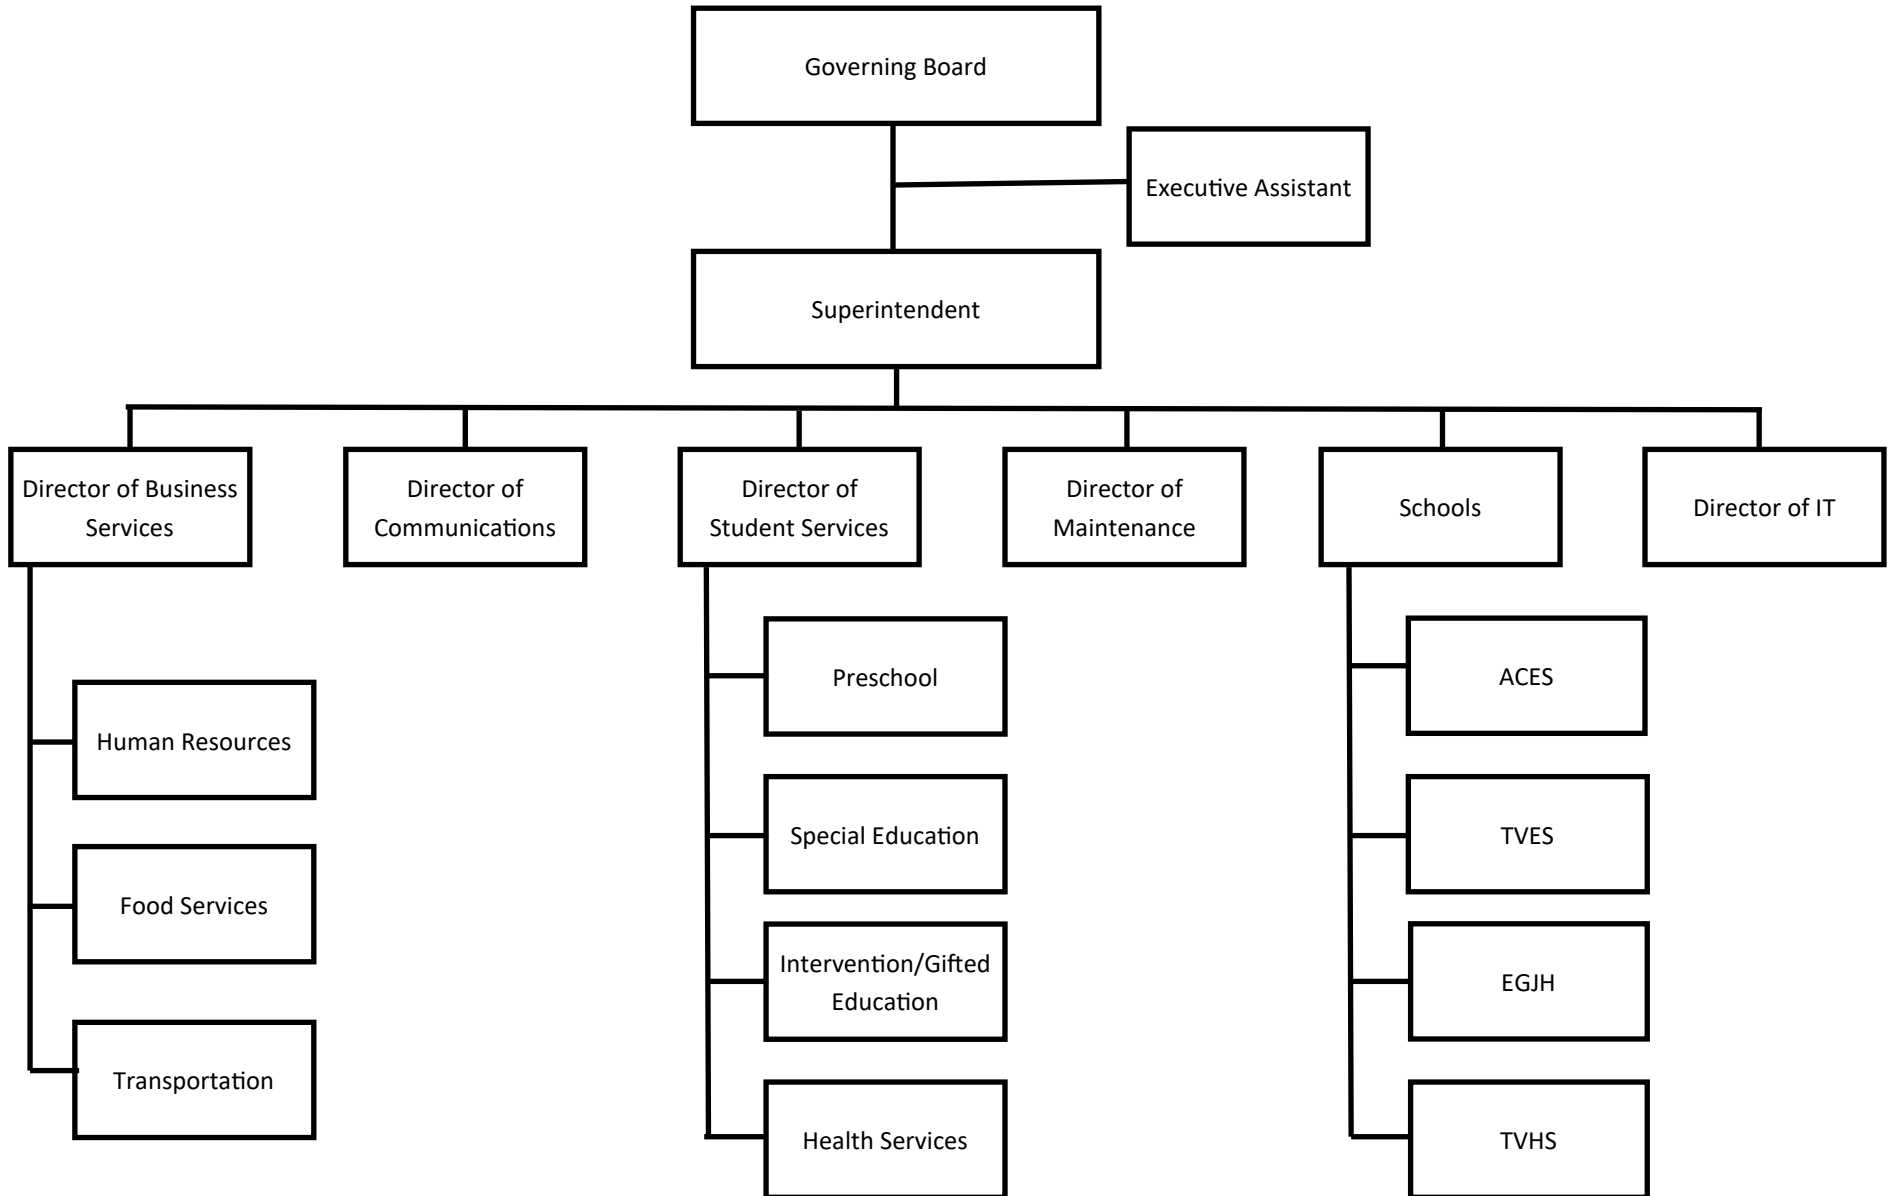 Governing Board
Executive Assistant
Superintendent
Director of Business
Services
Director of
Communications
Director of
Student Services
Director of
Maintenance
Schools
Director of IT
Human Resources
Food Services
Transportation
Preschool
Special Education
Intervention/Gifted
Education
Health Services
ACES
TVES
EGJH
TVHS